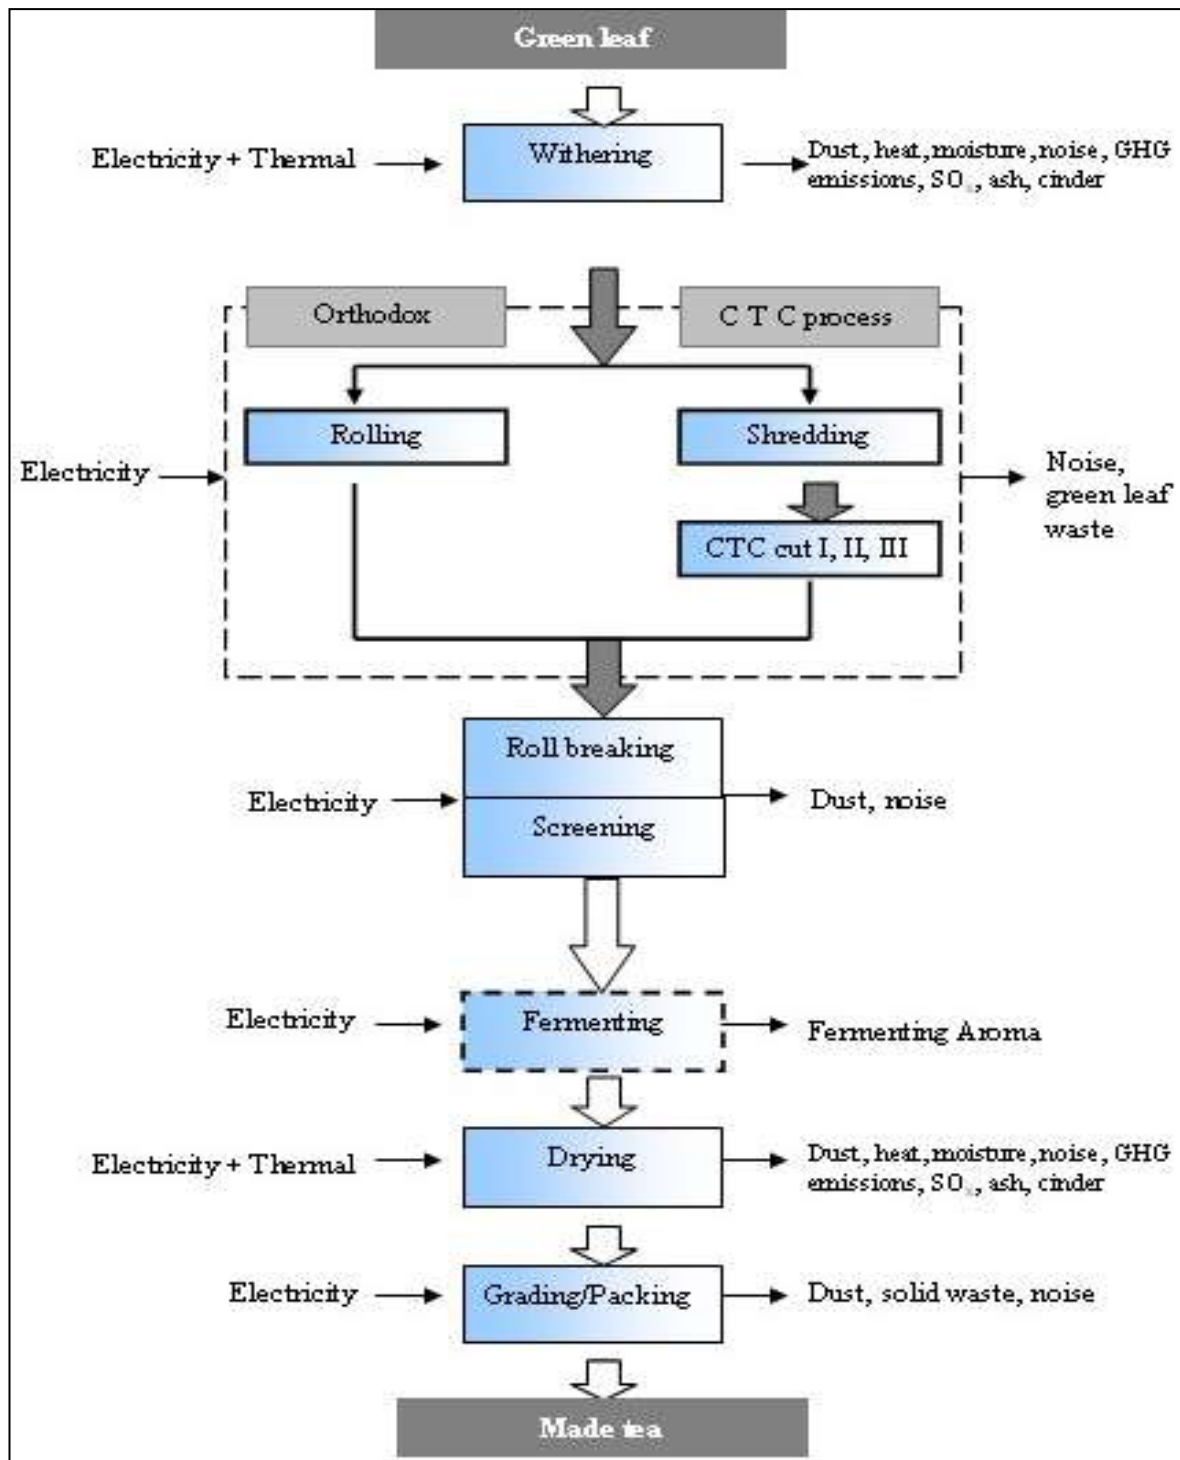 Green leaf
Electricity + Thermal
Withering
Dust, heat, moisture, noise, GHG
emissions, SOₓ, ash, cinder
Orthodox
C T C process
Rolling
Shredding
Electricity
Noise,
green leaf
waste
CTC cut I, II, III
Roll breaking
Electricity
Dust, noise
Screening
Electricity
Fermenting
Fermenting Aroma
Electricity + Thermal
Drying
Dust, heat, moisture, noise, GHG
emissions, SOₓ, ash, cinder
Electricity
Grading/Packing
Dust, solid waste, noise
Made tea